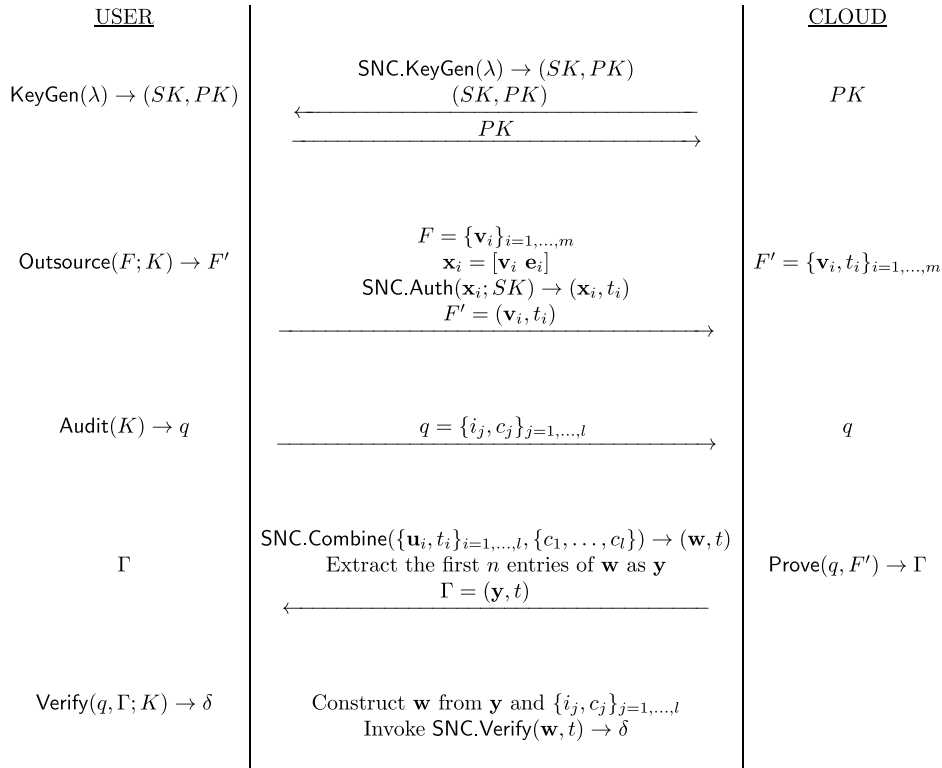 USER
CLOUD
SNC.KeyGen(λ) → (SK, PK)
KeyGen(λ) → (SK, PK)
(SK, PK)
PK
PK
F = {v_i}_{i=1,...,m}
Outsource(F; K) → F′
x_i = [v_i e_i]
F′ = {v_i, t_i}_{i=1,...,m}
SNC.Auth(x_i; SK) → (x_i, t_i)
F′ = (v_i, t_i)
Audit(K) → q
q = {i_j, c_j}_{j=1,...,l}
q
SNC.Combine({u_i, t_i}_{i=1,...,l}, {c_1, . . . , c_l}) → (w, t)
Γ
Extract the first n entries of w as y
Prove(q, F′) → Γ
Γ = (y, t)
Verify(q, Γ; K) → δ
Construct w from y and {i_j, c_j}_{j=1,...,l}
Invoke SNC.Verify(w, t) → δ